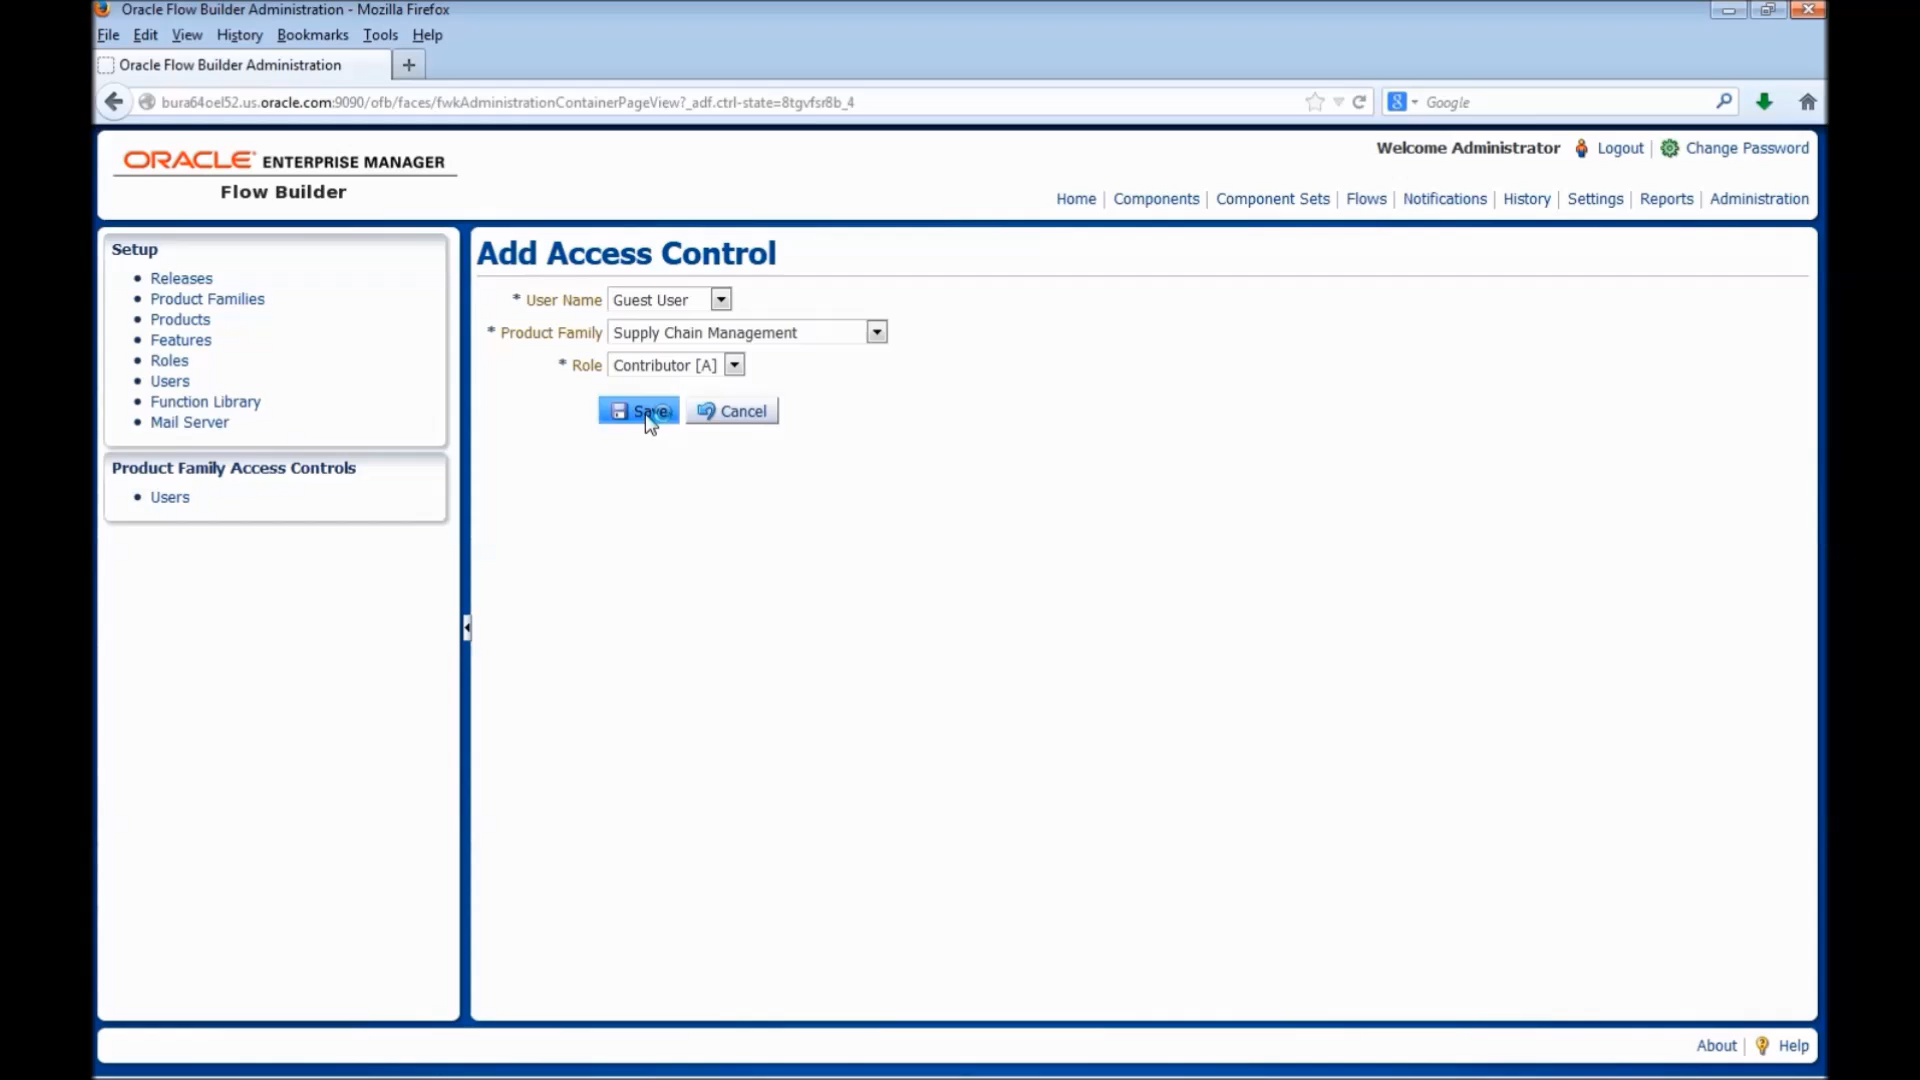 Oracle Flow Builder Administration - Mozilla Firefox
File Edit View History Bookmarks Tools Help
Oracle Flow Builder Administration
bura64oel52.us.oracle.com:9090/ofb/faces/fwkAdministrationContainerPageView?_adf.ctrl-state=8tgvfsr8b_4
Google
ORACLE ENTERPRISE MANAGER
Flow Builder
Welcome Administrator Logout | Change Password
Home | Components | Component Sets | Flows | Notifications | History | Settings | Reports | Administration
Setup
• Releases
• Product Families
• Products
• Features
• Roles
• Users
• Function Library
• Mail Server
Product Family Access Controls
• Users
Add Access Control
* User Name Guest User
* Product Family Supply Chain Management
* Role Contributor [A]
Save Cancel
About | Help